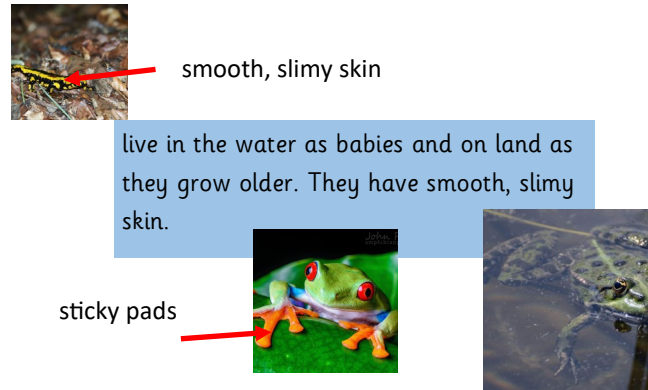 smooth, slimy skin
live in the water as babies and on land as
they grow older. They have smooth, slimy
skin.
sticky pads